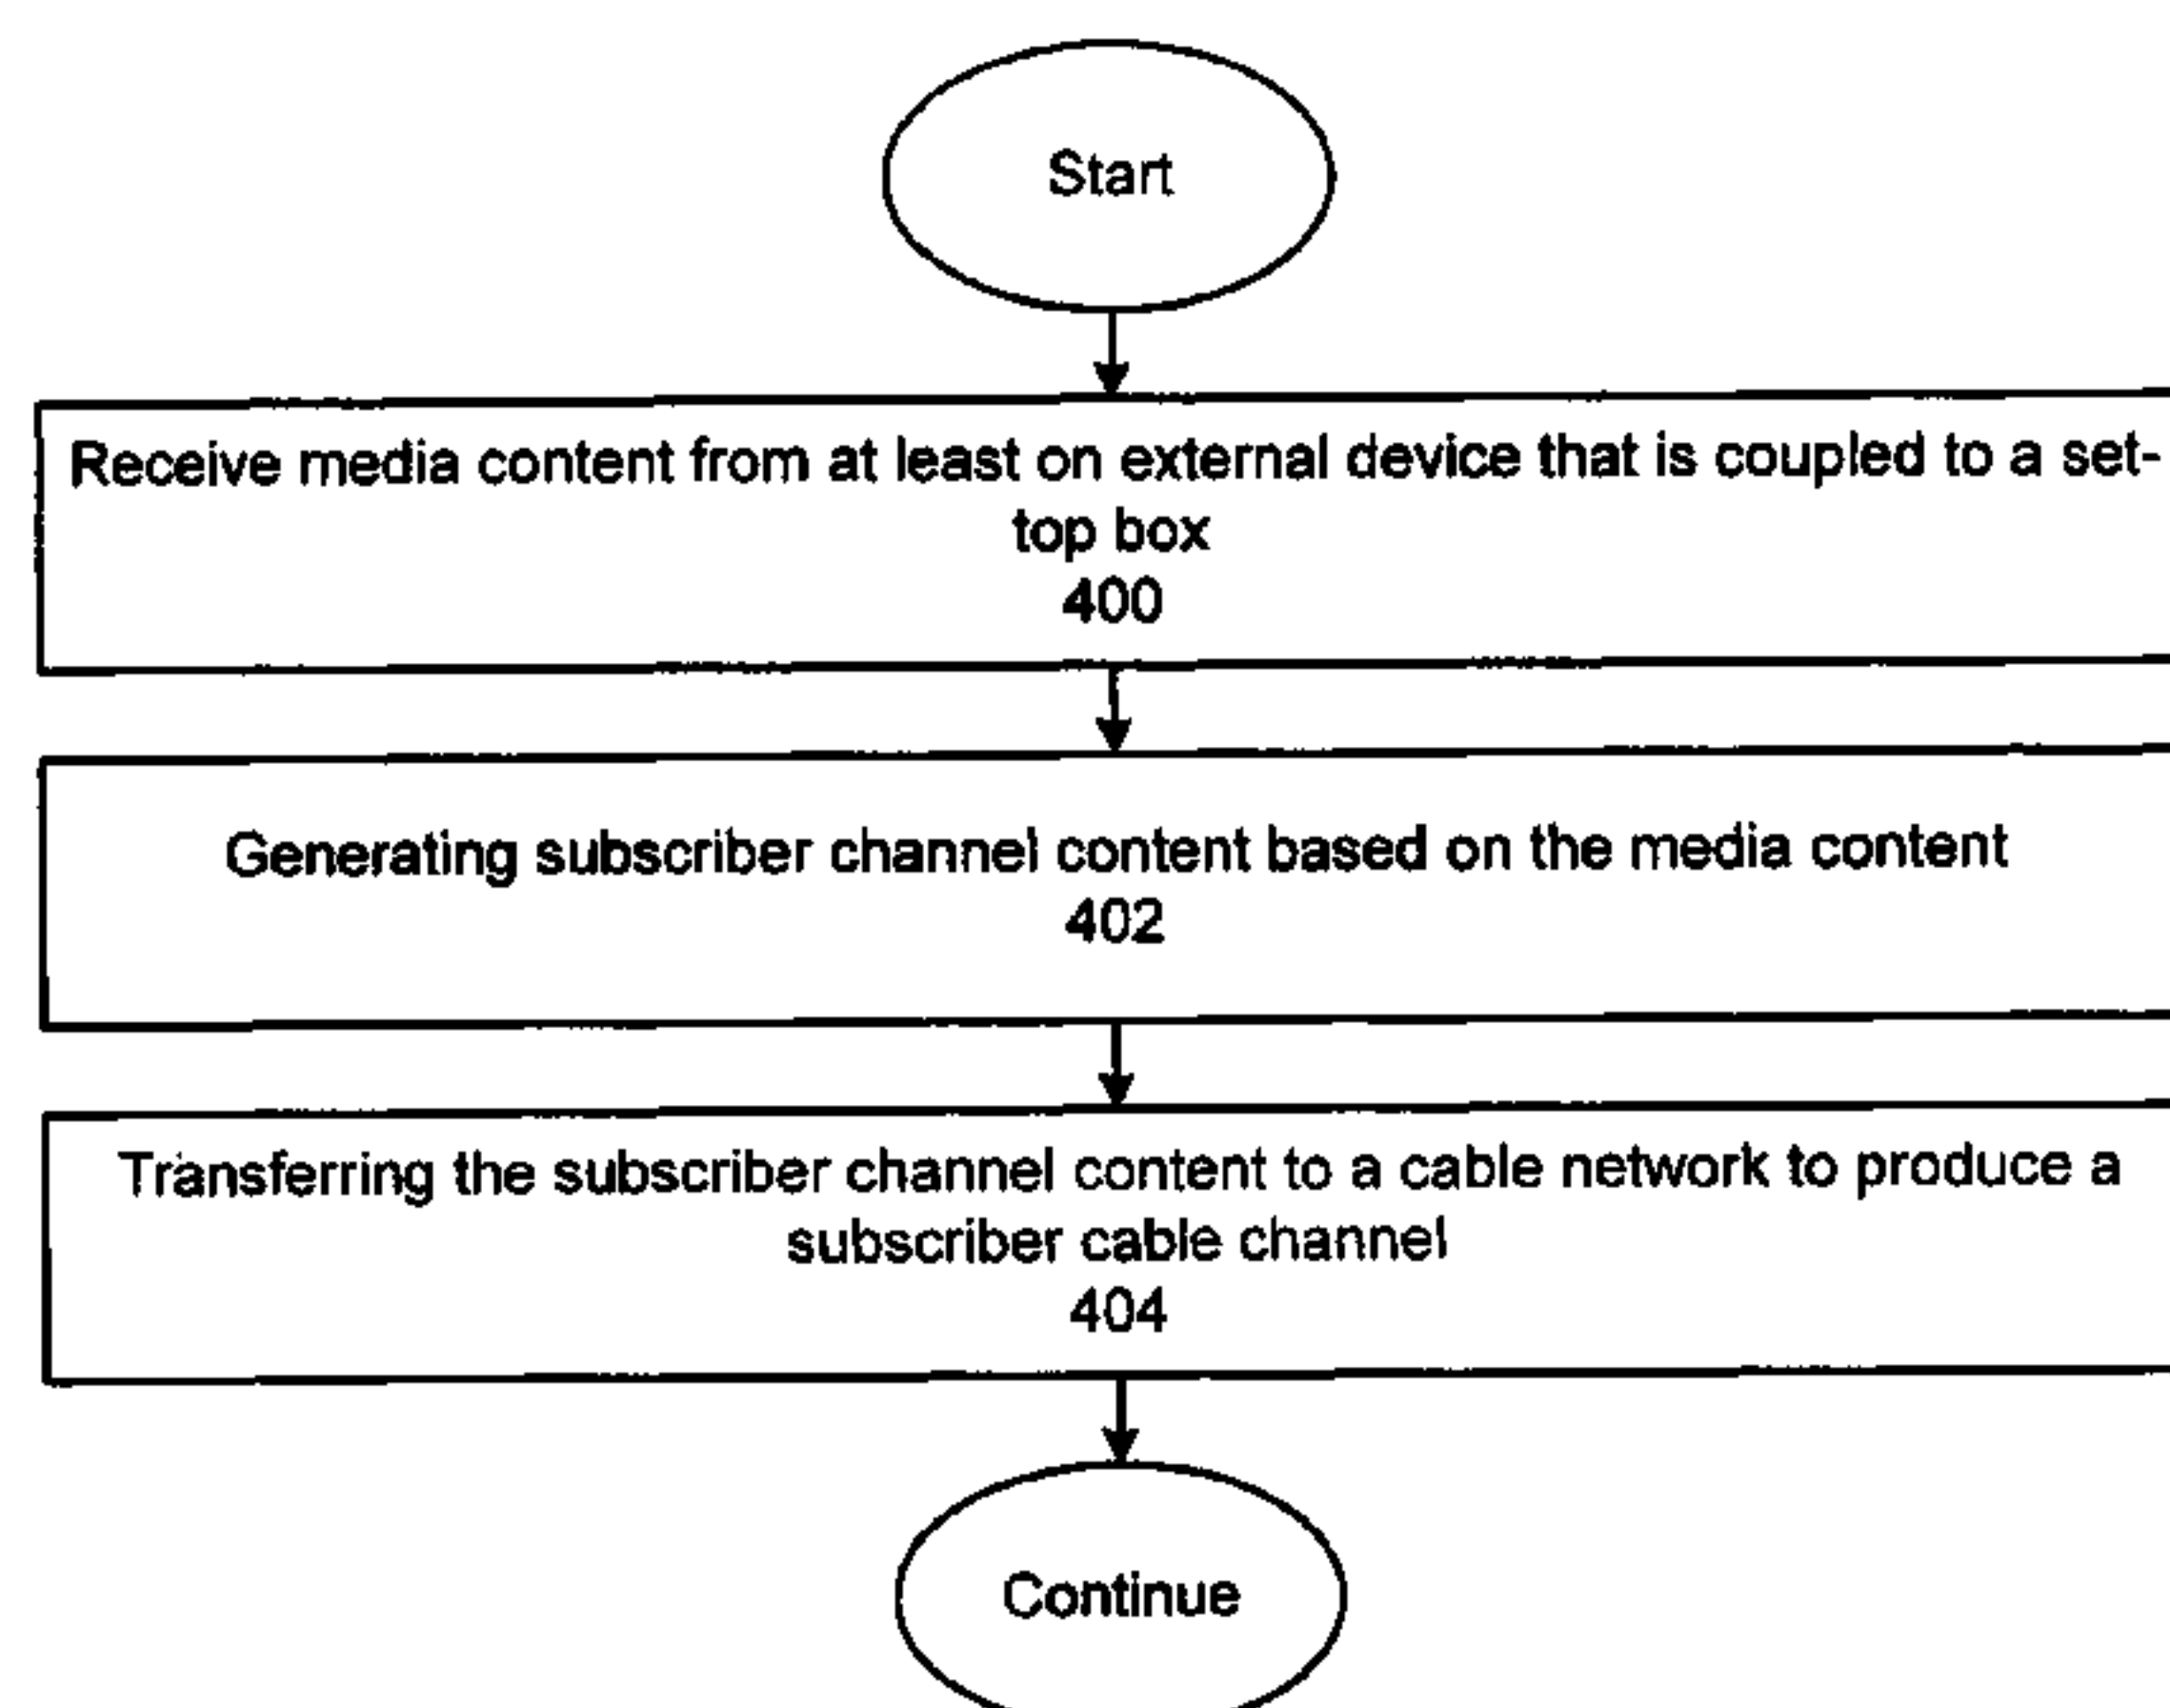 Start
Receive media content from at least on external device that is coupled to a set-
top box
400
Generating subscriber channel content based on the media content
402
Transferring the subscriber channel content to a cable network to produce a
subscriber cable channel
404
Continue